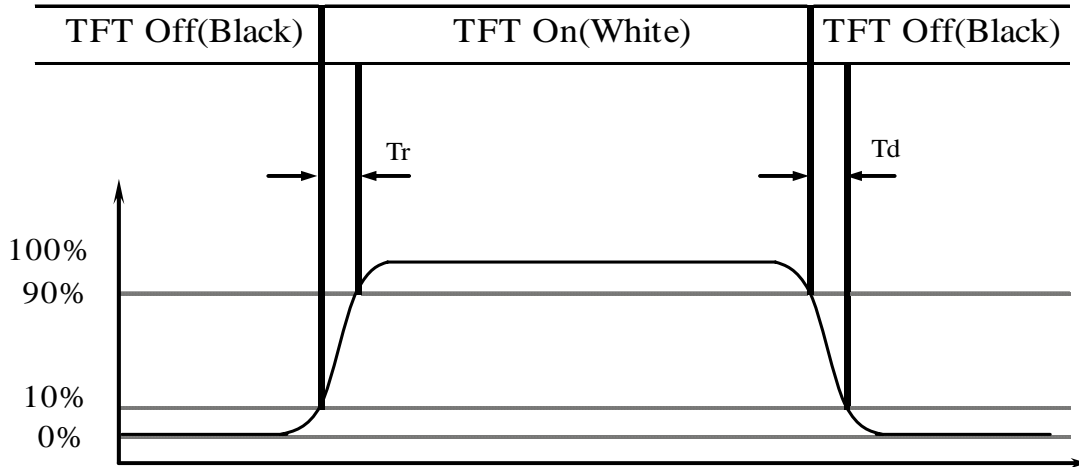 TFT Off(Black) TFT On(White) TFT Off(Black)
Tr Td
100%
90%
10%
0%